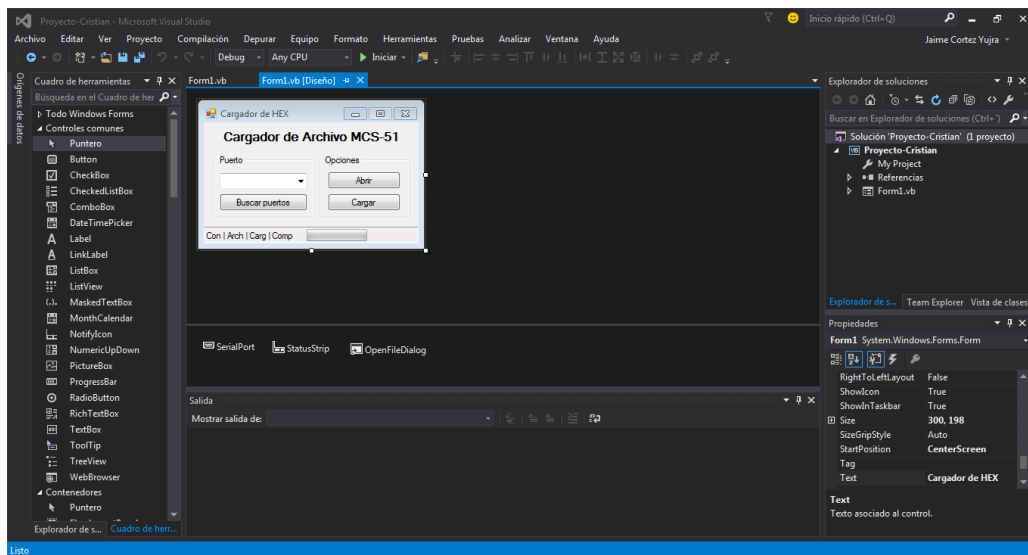 Proyecto-Cristian - Microsoft Visual Studio
Inicio rápido (Ctrl+Q)
Archivo Editar Ver Proyecto Compilación Depurar Equipo Formato Herramientas Pruebas Analizar Ventana Ayuda
Jaime Cortez Yujra
Debug Any CPU Iniciar
Orígenes de datos
Cuadro de herramientas
Búsqueda en el Cuadro de her
Todo Windows Forms
Controles comunes
Puntero
Button
CheckBox
CheckedListBox
ComboBox
DateTimePicker
Label
LinkLabel
ListBox
ListView
MaskedTextBox
MonthCalendar
NotifyIcon
NumericUpDown
PictureBox
ProgressBar
RadioButton
RichTextBox
TextBox
ToolTip
TreeView
WebBrowser
Contenedores
Puntero
Explorador de s... Cuadro de herr...
Form1.vb Form1.vb [Diseño]
Cargador de HEX
Cargador de Archivo MCS-51
Puerto Opciones
Abrir
Buscar puertos Cargar
Con | Arch | Carg | Comp
SerialPort StatusStrip OpenFileDialog
Salida
Mostrar salida de:
Explorador de soluciones
Buscar en Explorador de soluciones (Ctrl+')
Solución 'Proyecto-Cristian' (1 proyecto)
Proyecto-Cristian
My Project
Referencias
Form1.vb
Explorador de s... Team Explorer Vista de clases
Propiedades
Form1 System.Windows.Forms.Form
RightToLeftLayout False
ShowIcon True
ShowInTaskbar True
Size 300, 198
SizeGripStyle Auto
StartPosition CenterScreen
Tag
Text Cargador de HEX
Text
Texto asociado al control.
Listo